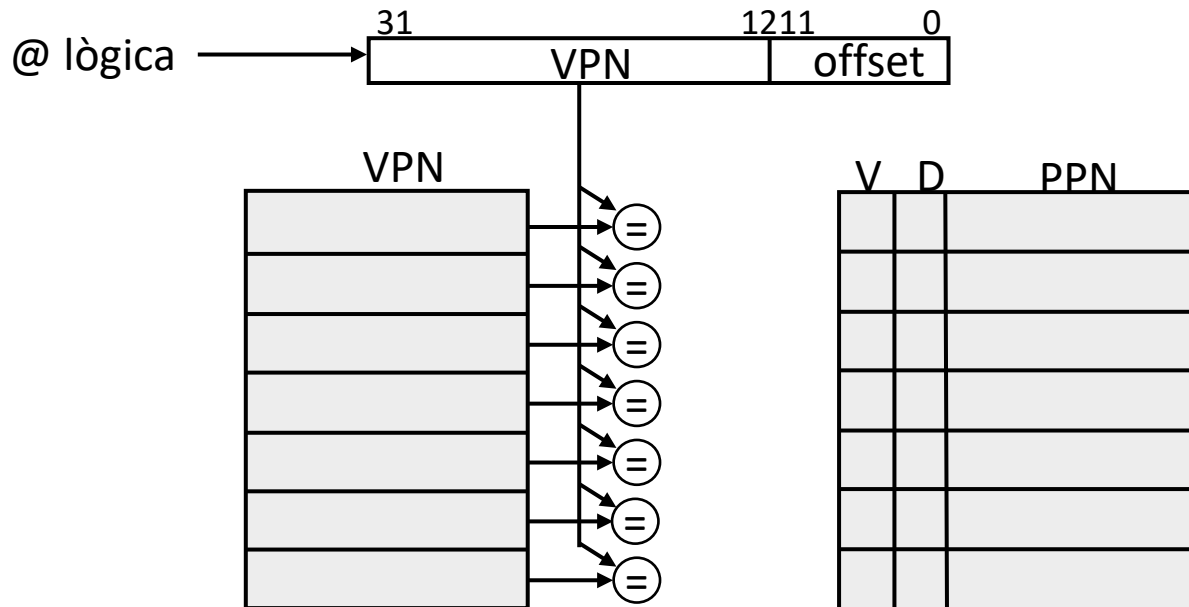 31 1211 0
@ lògica VPN offset
VPN V D PPN
=
=
=
=
=
=
=